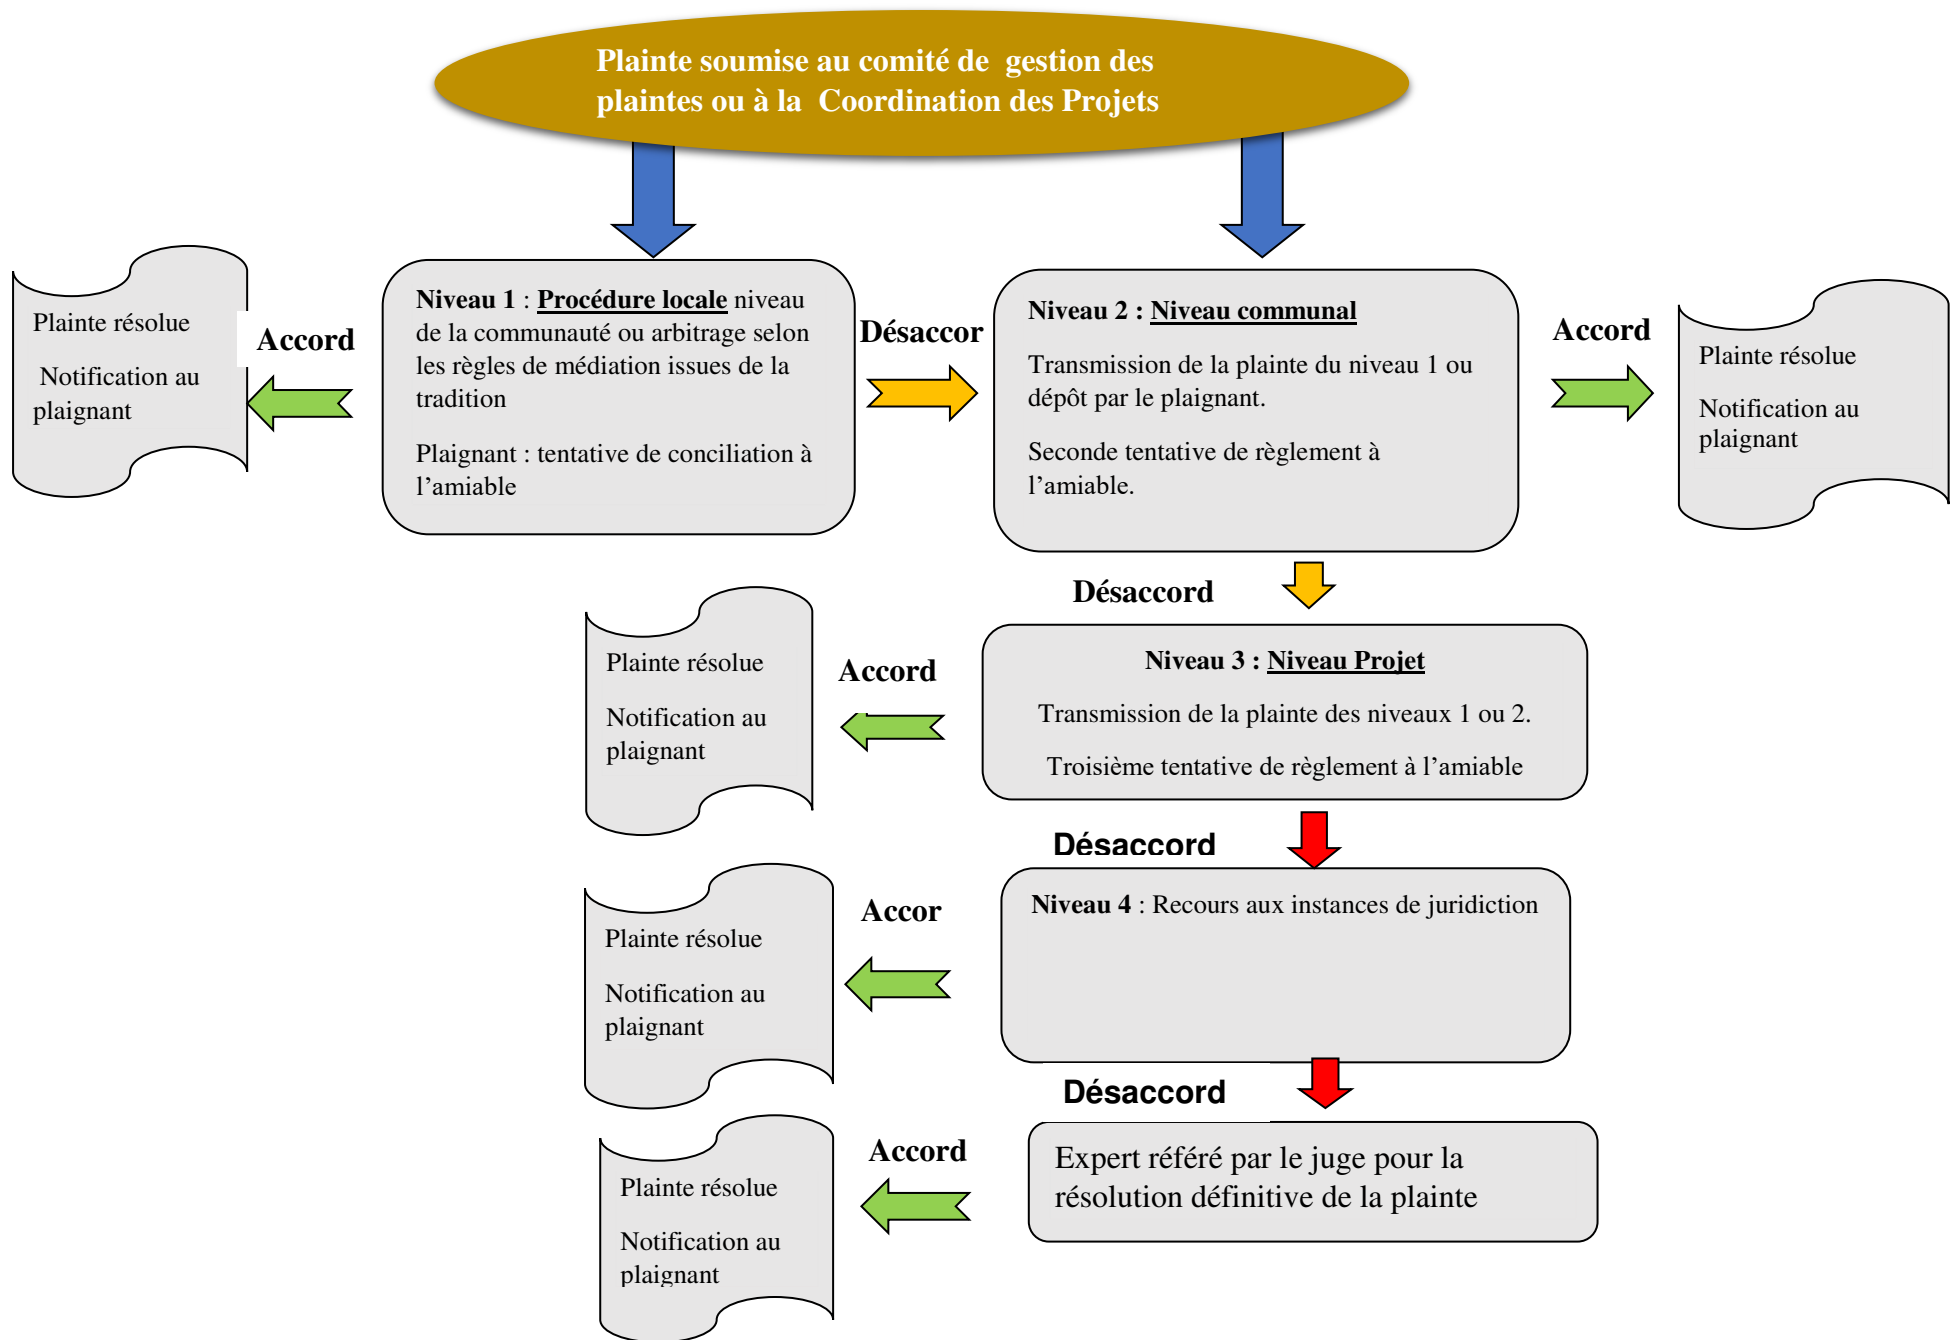 Plainte soumise au comité de gestion des
plaintes ou à la Coordination des Projets
Plainte résolue
Notification au
plaignant
Accord
Niveau 1 : Procédure locale niveau
de la communauté ou arbitrage selon
les règles de médiation issues de la
tradition
Plaignant : tentative de conciliation à
l’amiable
Désaccor
Niveau 2 : Niveau communal
Transmission de la plainte du niveau 1 ou
dépôt par le plaignant.
Seconde tentative de règlement à
l’amiable.
Accord
Plainte résolue
Notification au
plaignant
Désaccord
Niveau 3 : Niveau Projet
Transmission de la plainte des niveaux 1 ou 2.
Troisième tentative de règlement à l’amiable
Accord
Plainte résolue
Notification au
plaignant
Désaccord
Niveau 4 : Recours aux instances de juridiction
Accor
Plainte résolue
Notification au
plaignant
Désaccord
Expert référé par le juge pour la
résolution définitive de la plainte
Accord
Plainte résolue
Notification au
plaignant